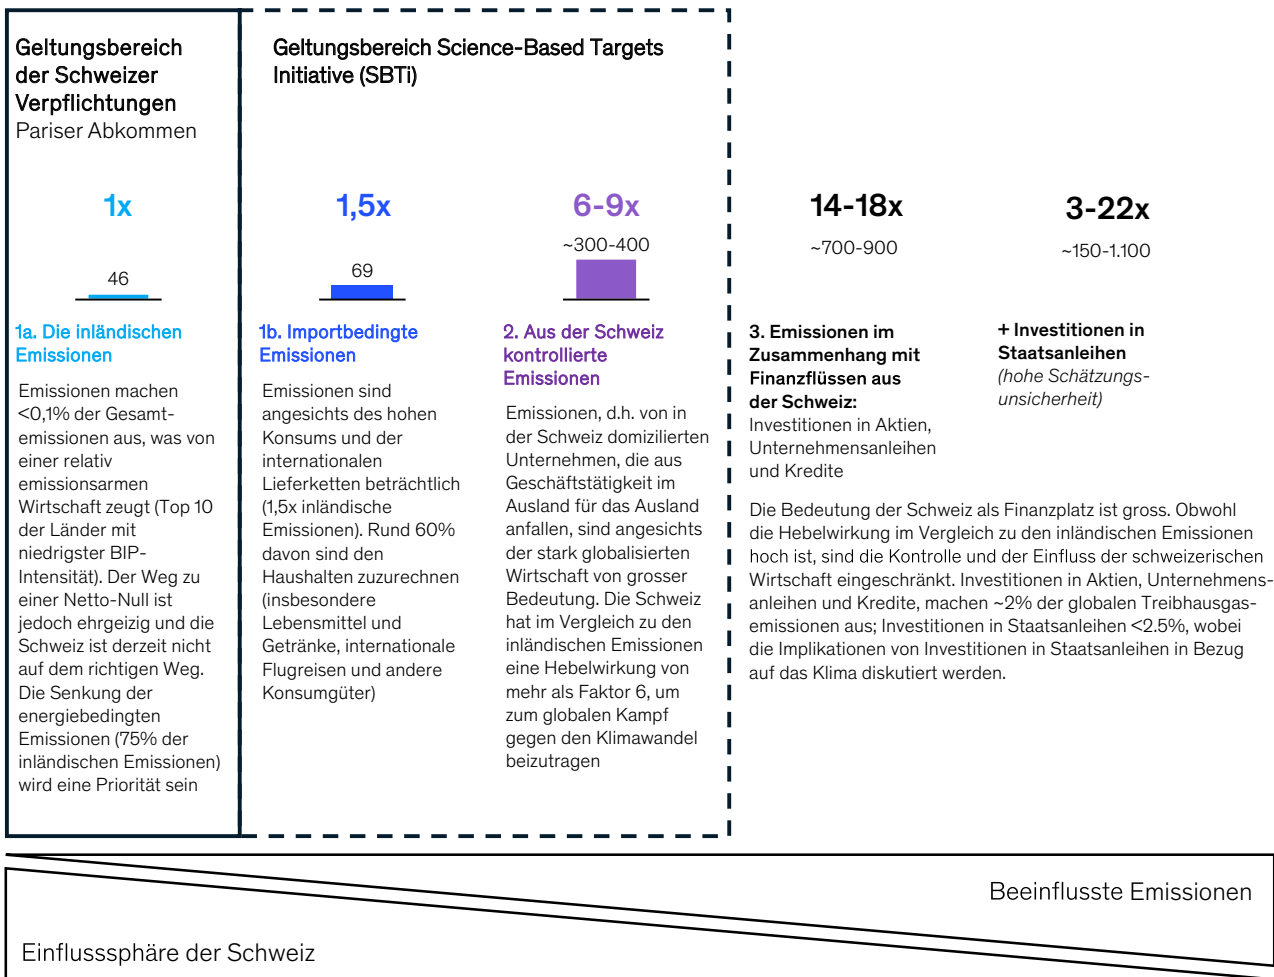 Geltungsbereich
der Schweizer
Verpflichtungen
Pariser Abkommen
Geltungsbereich Science-Based Targets
Initiative (SBTi)
1x
46
1a. Die inländischen
Emissionen
Emissionen machen
<0,1% der Gesamt-
emissionen aus, was von
einer relativ
emissionsarmen
Wirtschaft zeugt (Top 10
der Länder mit
niedrigster BIP-
Intensität). Der Weg zu
einer Netto-Null ist
jedoch ehrgeizig und die
Schweiz ist derzeit nicht
auf dem richtigen Weg.
Die Senkung der
energiebedingten
Emissionen (75% der
inländischen Emissionen)
wird eine Priorität sein
1,5x
69
1b. Importbedingte
Emissionen
Emissionen sind
angesichts des hohen
Konsums und der
internationalen
Lieferketten beträchtlich
(1,5x inländische
Emissionen). Rund 60%
davon sind den
Haushalten zuzurechnen
(insbesondere
Lebensmittel und
Getränke, internationale
Flugreisen und andere
Konsumgüter)
6-9x
~300-400
2. Aus der Schweiz
kontrollierte
Emissionen
Emissionen, d.h. von in
der Schweiz domizilierten
Unternehmen, die aus
Geschäftstätigkeit im
Ausland für das Ausland
anfallen, sind angesichts
der stark globalisierten
Wirtschaft von grosser
Bedeutung. Die Schweiz
hat im Vergleich zu den
inländischen Emissionen
eine Hebelwirkung von
mehr als Faktor 6, um
zum globalen Kampf
gegen den Klimawandel
beizutragen
14-18x
~700-900
3. Emissionen im
Zusammenhang mit
Finanzflüssen aus
der Schweiz:
Investitionen in Aktien,
Unternehmensanleihen
und Kredite
3-22x
~150-1.100
+ Investitionen in
Staatsanleihen
(hohe Schätzungs-
unsicherheit)
Die Bedeutung der Schweiz als Finanzplatz ist gross. Obwohl
die Hebelwirkung im Vergleich zu den inländischen Emissionen
hoch ist, sind die Kontrolle und der Einfluss der schweizerischen
Wirtschaft eingeschränkt. Investitionen in Aktien, Unternehmens-
anleihen und Kredite, machen ~2% der globalen Treibhausgas-
emissionen aus; Investitionen in Staatsanleihen <2.5%, wobei
die Implikationen von Investitionen in Staatsanleihen in Bezug
auf das Klima diskutiert werden.
Beeinflusste Emissionen
Einflusssphäre der Schweiz